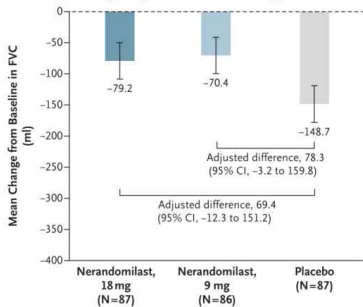 Mean Change from Baseline in FVC
(ml)
0
−50
−100
−150
−200
−250
−300
−350
−400
−79.2
−70.4
−148.7
Adjusted difference, 78.3
(95% CI, −3.2 to 159.8)
Adjusted difference, 69.4
(95% CI, −12.3 to 151.2)
Nerandomilast,
18 mg
(N=87)
Nerandomilast,
9 mg
(N=86)
Placebo
(N=87)